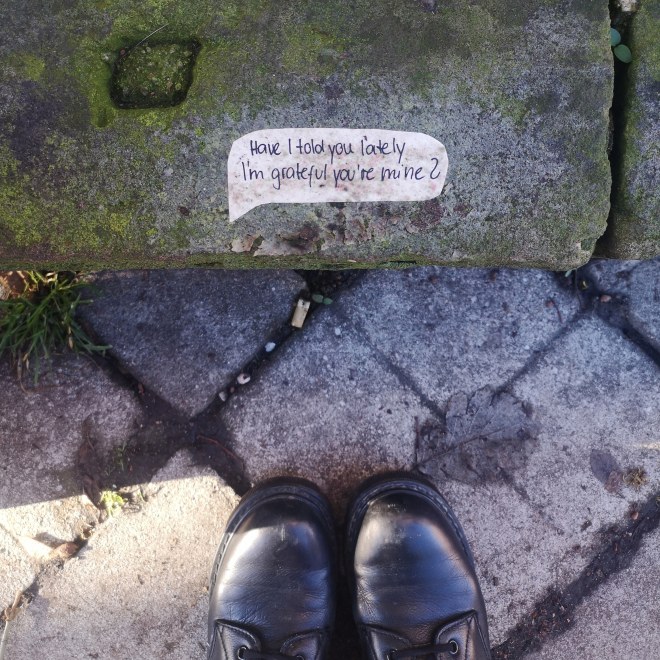 Have I told you lately
I'm grateful you're mine?